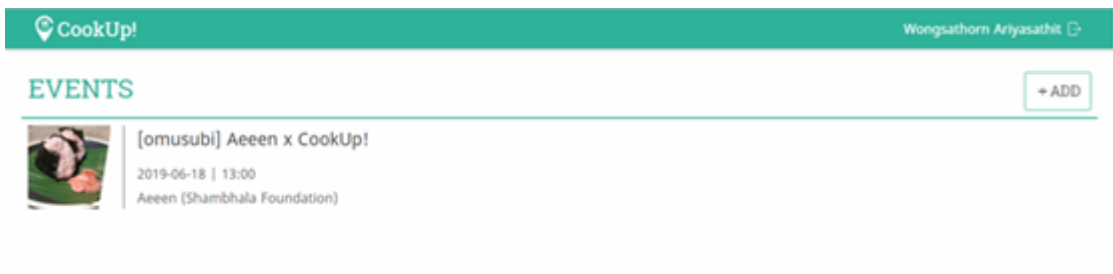 CookUp!
Wongsathorn Ariyasathit
EVENTS
+ ADD
[omusubi] Aeeen x CookUp!
2019-06-18 | 13:00
Aeeen (Shambhala Foundation)